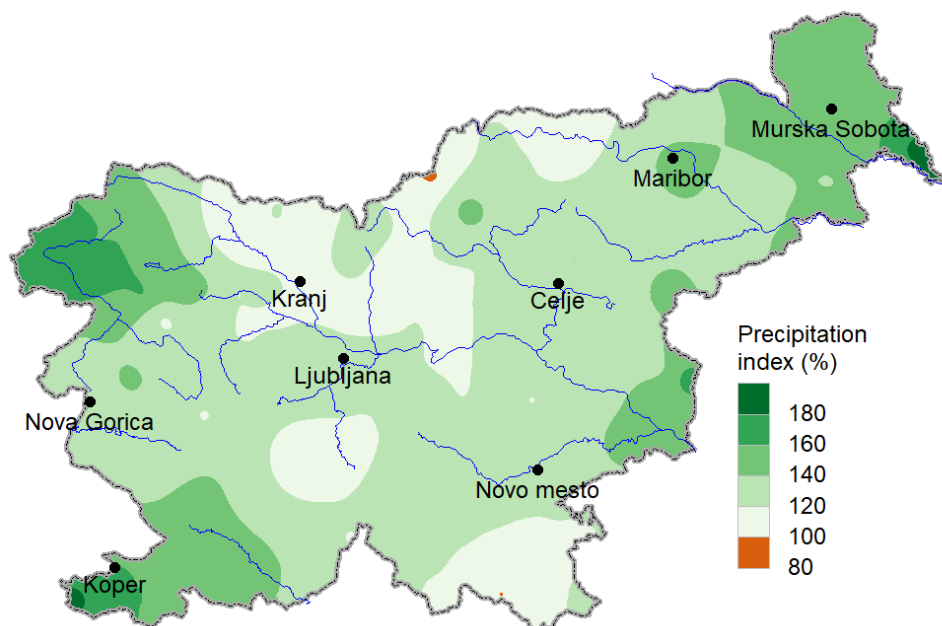 Murska Sobota
Maribor
Kranj
Celje
Precipitation
index (%)
Ljubljana
180
Nova Gorica
160
140
Novo mesto
120
100
80
Koper